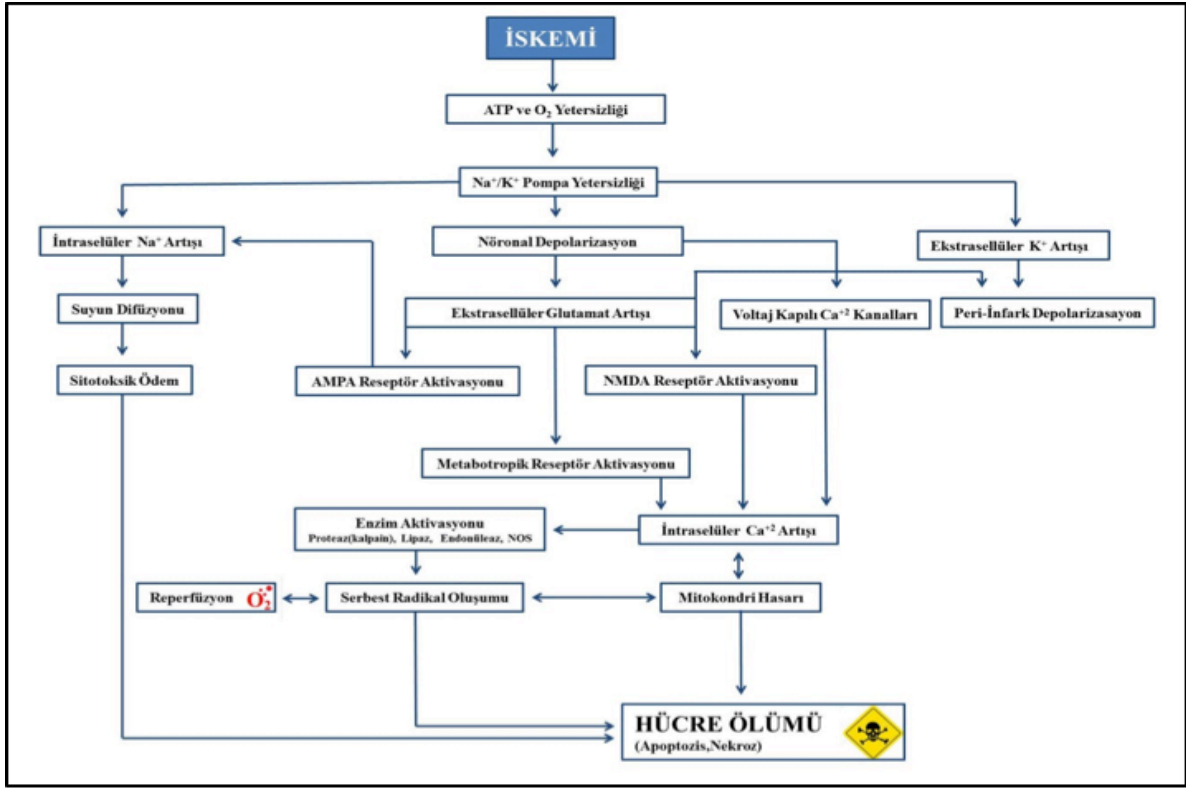 İSKEMİ
ATP ve O₂ Yetersizliği
Na⁺/K⁺ Pompa Yetersizliği
İntraselüler Na⁺ Artışı
Nöronal Depolarizasyon
Ekstrasellüler K⁺ Artışı
Suyun Difüzyonu
Ekstrasellüler Glutamat Artışı
Voltaj Kapılı Ca⁺² Kanalları
Peri-İnfark Depolarizasayon
Sitotoksik Ödem
AMPA Reseptör Aktivasyonu
NMDA Reseptör Aktivasyonu
Metabotropik Reseptör Aktivasyonu
Enzim Aktivasyonu
Proteaz(kalpain), Lipaz, Endonüleaz, NOS
İntraselüler Ca⁺² Artışı
Reperfüzyon O₂
Serbest Radikal Oluşumu
Mitokondri Hasarı
HÜCRE ÖLÜMÜ
(Apoptozis,Nekroz)